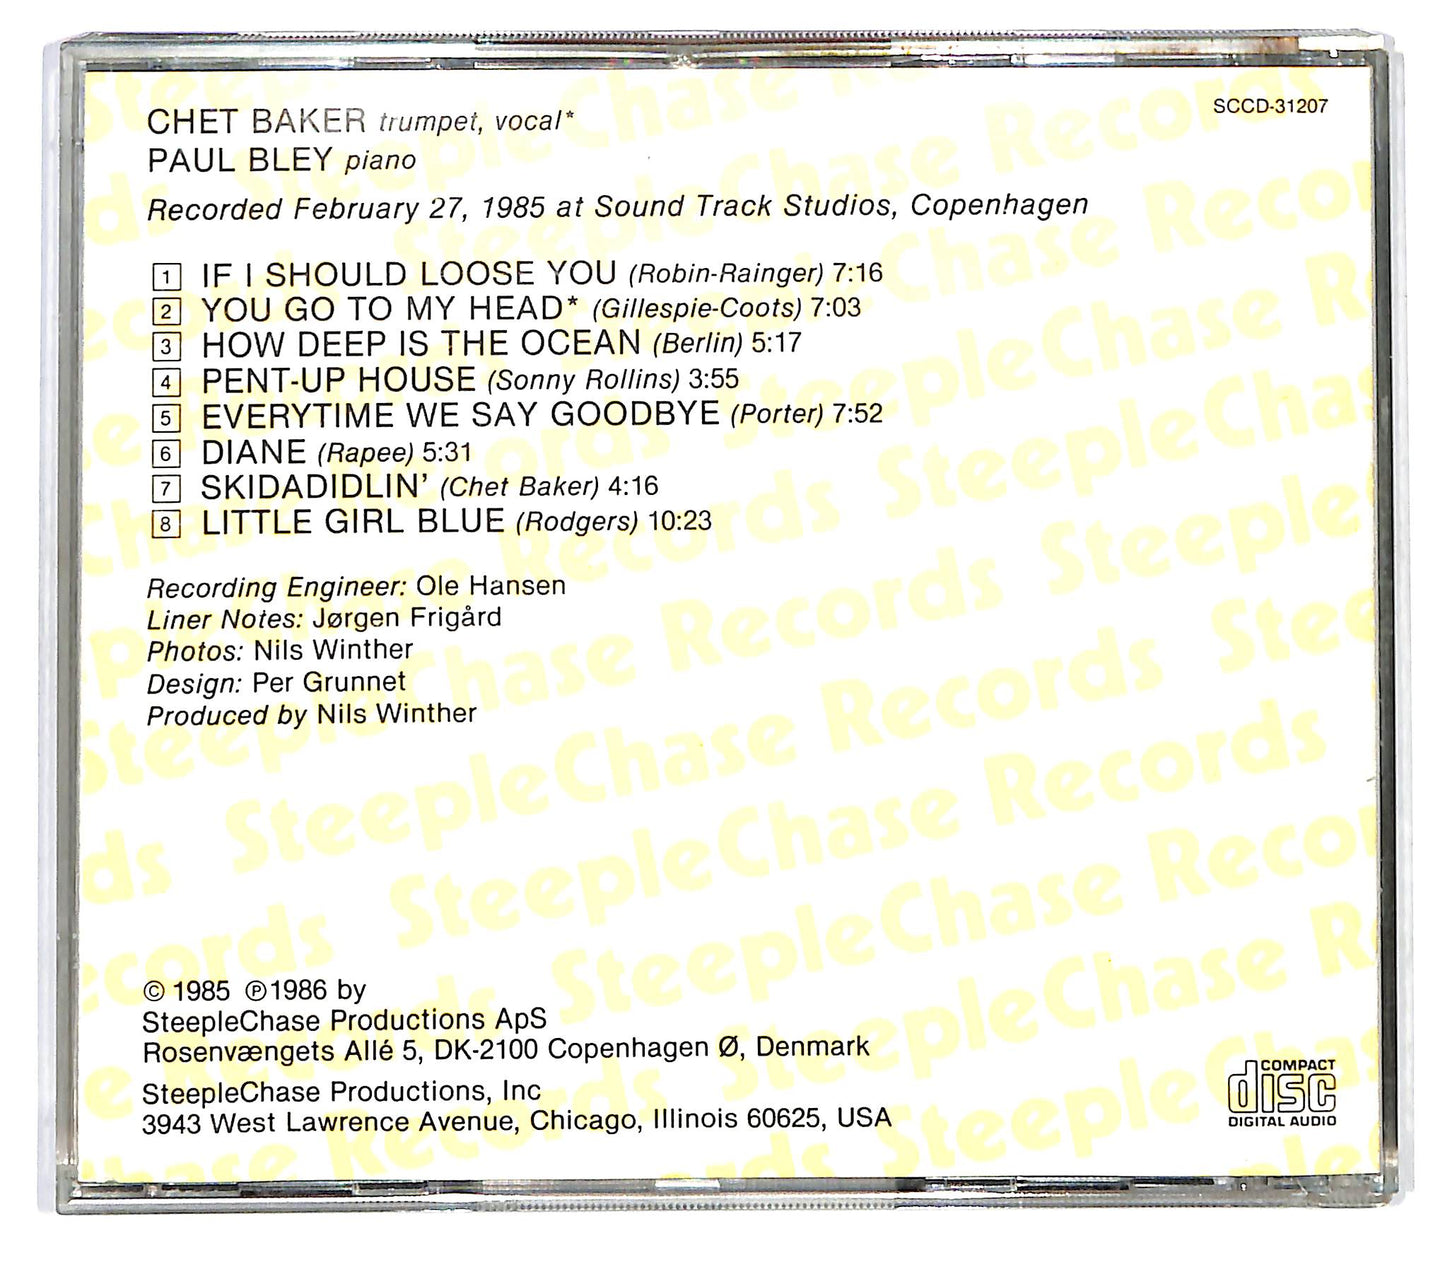 SCCD-31207
CHET BAKER trumpet, vocal*
PAUL BLEY piano
Recorded February 27, 1985 at Sound Track Studios, Copenhagen
1 IF I SHOULD LOOSE YOU (Robin-Rainger) 7:16
2 YOU GO TO MY HEAD* (Gillespie-Coots) 7:03
3 HOW DEEP IS THE OCEAN (Berlin) 5:17
4 PENT-UP HOUSE (Sonny Rollins) 3:55
5 EVERYTIME WE SAY GOODBYE (Porter) 7:52
6 DIANE (Rapee) 5:31
7 SKIDADIDLIN' (Chet Baker) 4:16
8 LITTLE GIRL BLUE (Rodgers) 10:23
Recording Engineer: Ole Hansen
Liner Notes: Jørgen Frigård
Photos: Nils Winther
Design: Per Grunnet
Produced by Nils Winther
© 1985 ℗1986 by
SteepleChase Productions ApS
Rosenvængets Allé 5, DK-2100 Copenhagen Ø, Denmark
SteepleChase Productions, Inc
3943 West Lawrence Avenue, Chicago, Illinois 60625, USA
COMPACT
disc
DIGITAL AUDIO
SteepleChase Records